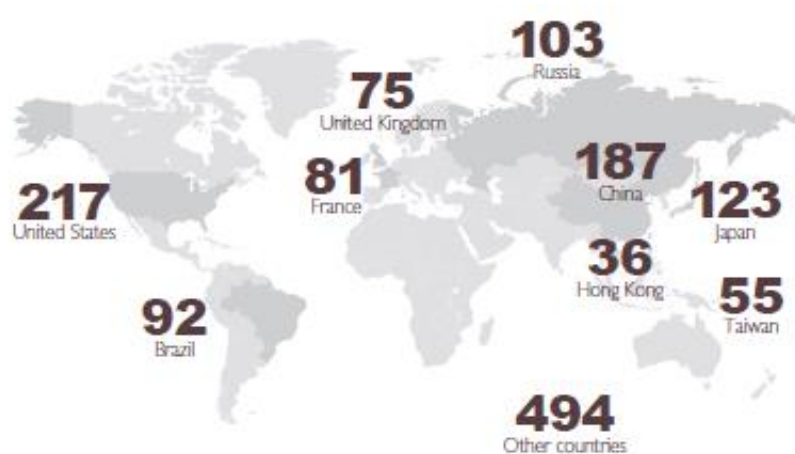 103
Russia
75
United Kingdom
81
France
187
China
217
United States
123
Japan
36
Hong Kong
55
Taiwan
92
Brazil
494
Other countries